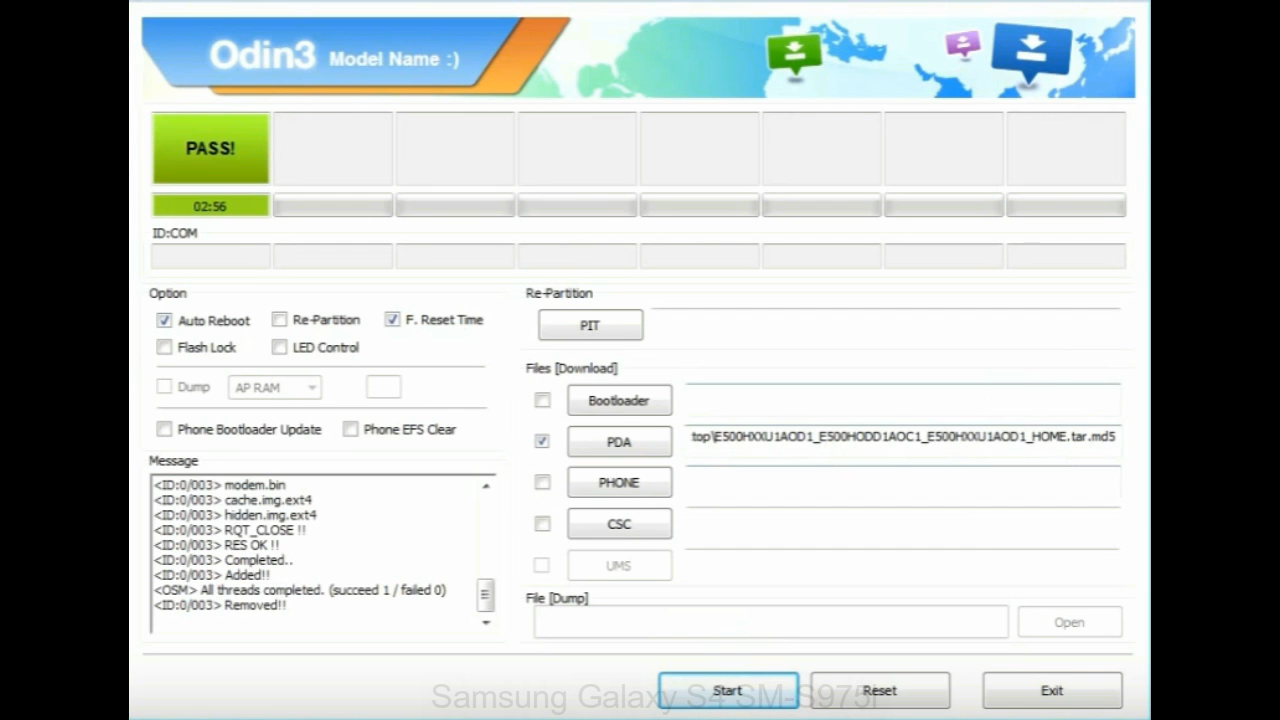 Odin3 Model Name :)
PASS!
02:56
ID:COM
Option
Auto Reboot
Re-Partition
F. Reset Time
Flash Lock
LED Control
Dump
AP RAM
Phone Bootloader Update
Phone EFS Clear
Message
<ID:0/003> modem.bin
<ID:0/003> cache.img.ext4
<ID:0/003> hidden.img.ext4
<ID:0/003> RQT_CLOSE !!
<ID:0/003> RES OK !!
<ID:0/003> Completed..
<ID:0/003> Added!!
<OSM> All threads completed. (succeed 1 / failed 0)
<ID:0/003> Removed!!
Re-Partition
PIT
Files [Download]
Bootloader
PDA
top\E500HXXU1AOD1_E500HODD1AOC1_E500HXXU1AOD1_HOME.tar.md5
PHONE
CSC
UMS
File [Dump]
Open
Start
Reset
Exit
Samsung Galaxy S4 SM-S975l